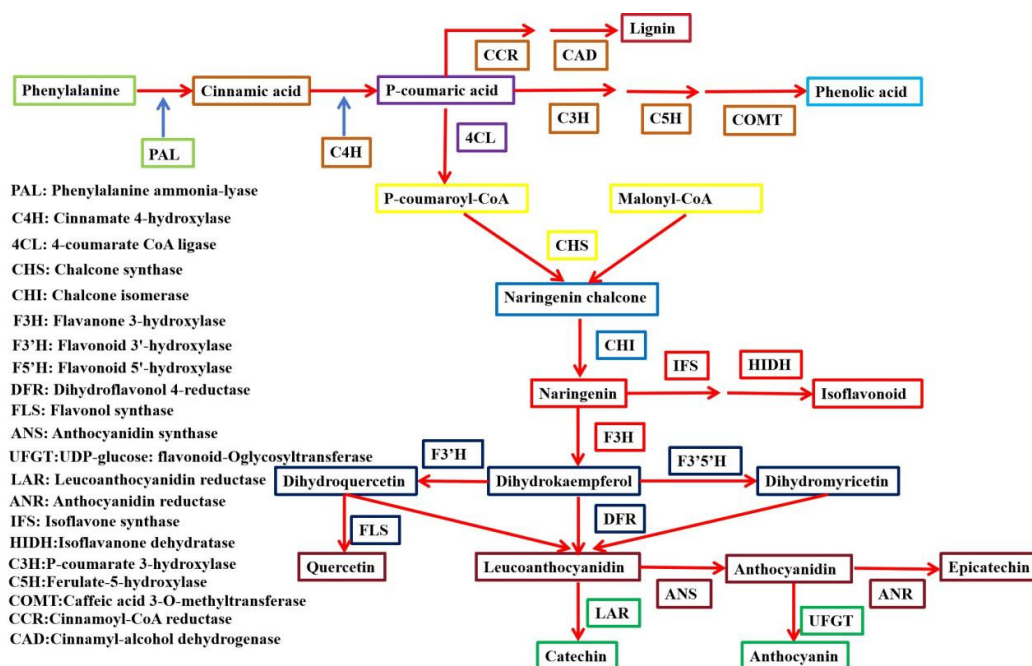 Lignin
CCR
CAD
Phenylalanine
Cinnamic acid
P-coumaric acid
Phenolic acid
PAL
C4H
4CL
C3H
C5H
COMT
PAL: Phenylalanine ammonia-lyase
C4H: Cinnamate 4-hydroxylase
4CL: 4-coumarate CoA ligase
CHS: Chalcone synthase
CHI: Chalcone isomerase
F3H: Flavanone 3-hydroxylase
F3’H: Flavonoid 3'-hydroxylase
F5’H: Flavonoid 5'-hydroxylase
DFR: Dihydroflavonol 4-reductase
FLS: Flavonol synthase
ANS: Anthocyanidin synthase
UFGT:UDP-glucose: flavonoid-Oglycosyltransferase
LAR: Leucoanthocyanidin reductase
ANR: Anthocyanidin reductase
IFS: Isoflavone synthase
HIDH:Isoflavanone dehydratase
C3H:P-coumarate 3-hydroxylase
C5H:Ferulate-5-hydroxylase
COMT:Caffeic acid 3-O-methyltransferase
CCR:Cinnamoyl-CoA reductase
CAD:Cinnamyl-alcohol dehydrogenase
P-coumaroyl-CoA
Malonyl-CoA
CHS
Naringenin chalcone
CHI
IFS
HIDH
Naringenin
Isoflavonoid
F3H
F3’H
F3’5’H
Dihydroquercetin
Dihydrokaempferol
Dihydromyricetin
FLS
DFR
Quercetin
Leucoanthocyanidin
Anthocyanidin
Epicatechin
ANS
ANR
LAR
UFGT
Catechin
Anthocyanin